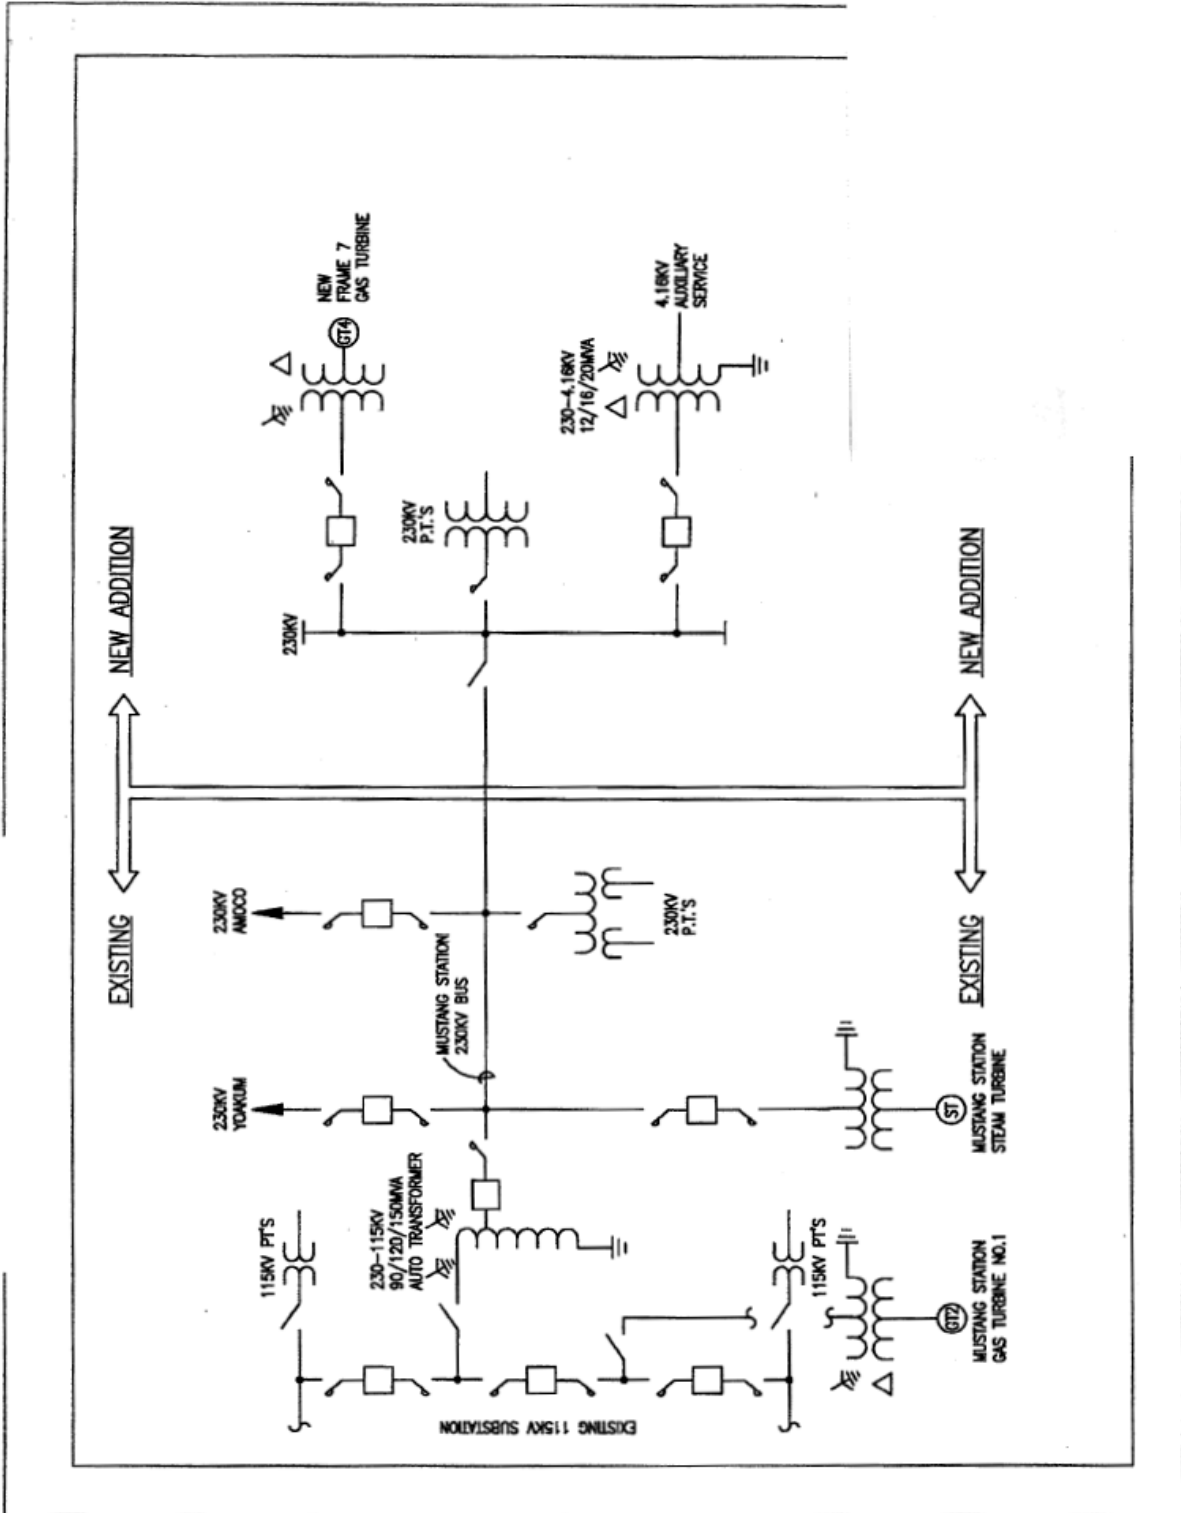 NEW
FRAME 7
GAS TURBINE
GT4
4.16KV
AUXILIARY
SERVICE
230-4.16KV
12/16/20MVA
230KV
P.T.'S
NEW ADDITION
NEW ADDITION
230KV
230KV
AMOCO
230KV
P.T.'S
EXISTING
EXISTING
MUSTANG STATION
230KV BUS
230KV
YOAKUM
ST
MUSTANG STATION
STEAM TURBINE
230-115KV
90/120/150MVA
AUTO TRANSFORMER
115KV PT'S
115KV PT'S
GT2
MUSTANG STATION
GAS TURBINE NO.1
EXISTING 115KV SUBSTATION